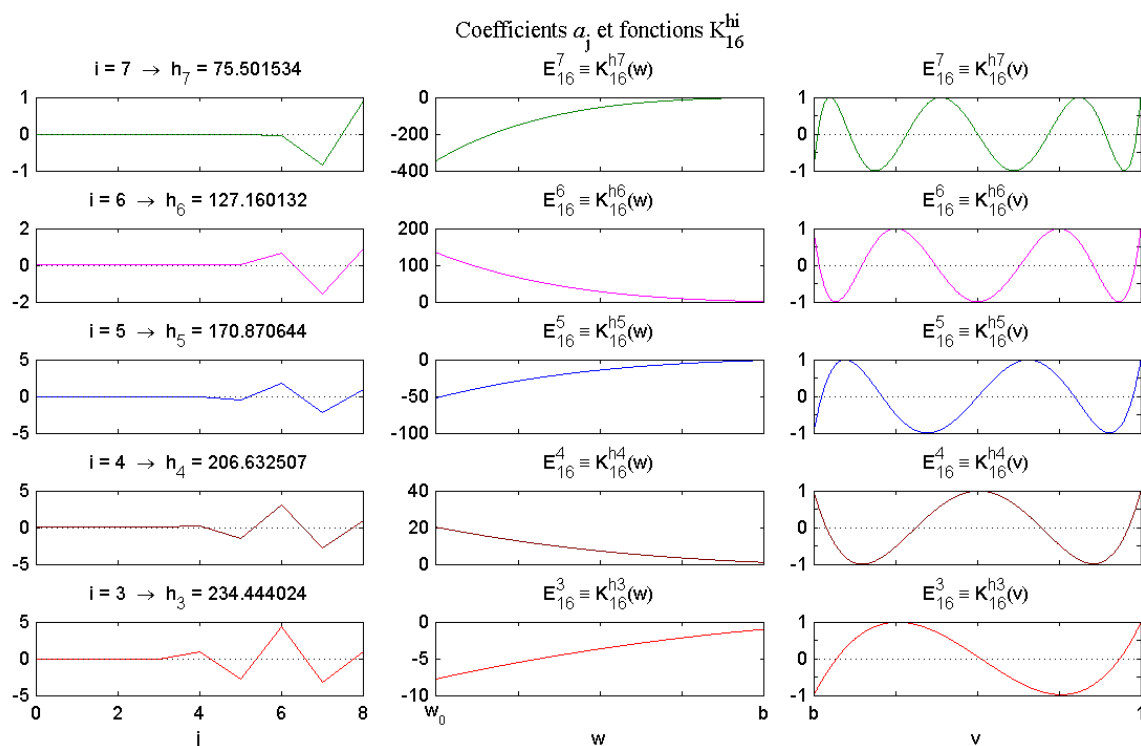 Coefficients a_j et fonctions K_16^hi
i = 7 → h_7 = 75.501534
E_16^7 ≡ K_16^h7(w)
E_16^7 ≡ K_16^h7(v)
1
0
-1
0
-200
-400
1
0
-1
i = 6 → h_6 = 127.160132
E_16^6 ≡ K_16^h6(w)
E_16^6 ≡ K_16^h6(v)
2
0
-2
200
100
0
1
0
-1
i = 5 → h_5 = 170.870644
E_16^5 ≡ K_16^h5(w)
E_16^5 ≡ K_16^h5(v)
5
0
-5
0
-50
-100
1
0
-1
i = 4 → h_4 = 206.632507
E_16^4 ≡ K_16^h4(w)
E_16^4 ≡ K_16^h4(v)
5
0
-5
40
20
0
1
0
-1
i = 3 → h_3 = 234.444024
E_16^3 ≡ K_16^h3(w)
E_16^3 ≡ K_16^h3(v)
5
0
-5
0
-5
-10
1
0
-1
0 2 4 6 8
w_0 b
b 1
j
w
v